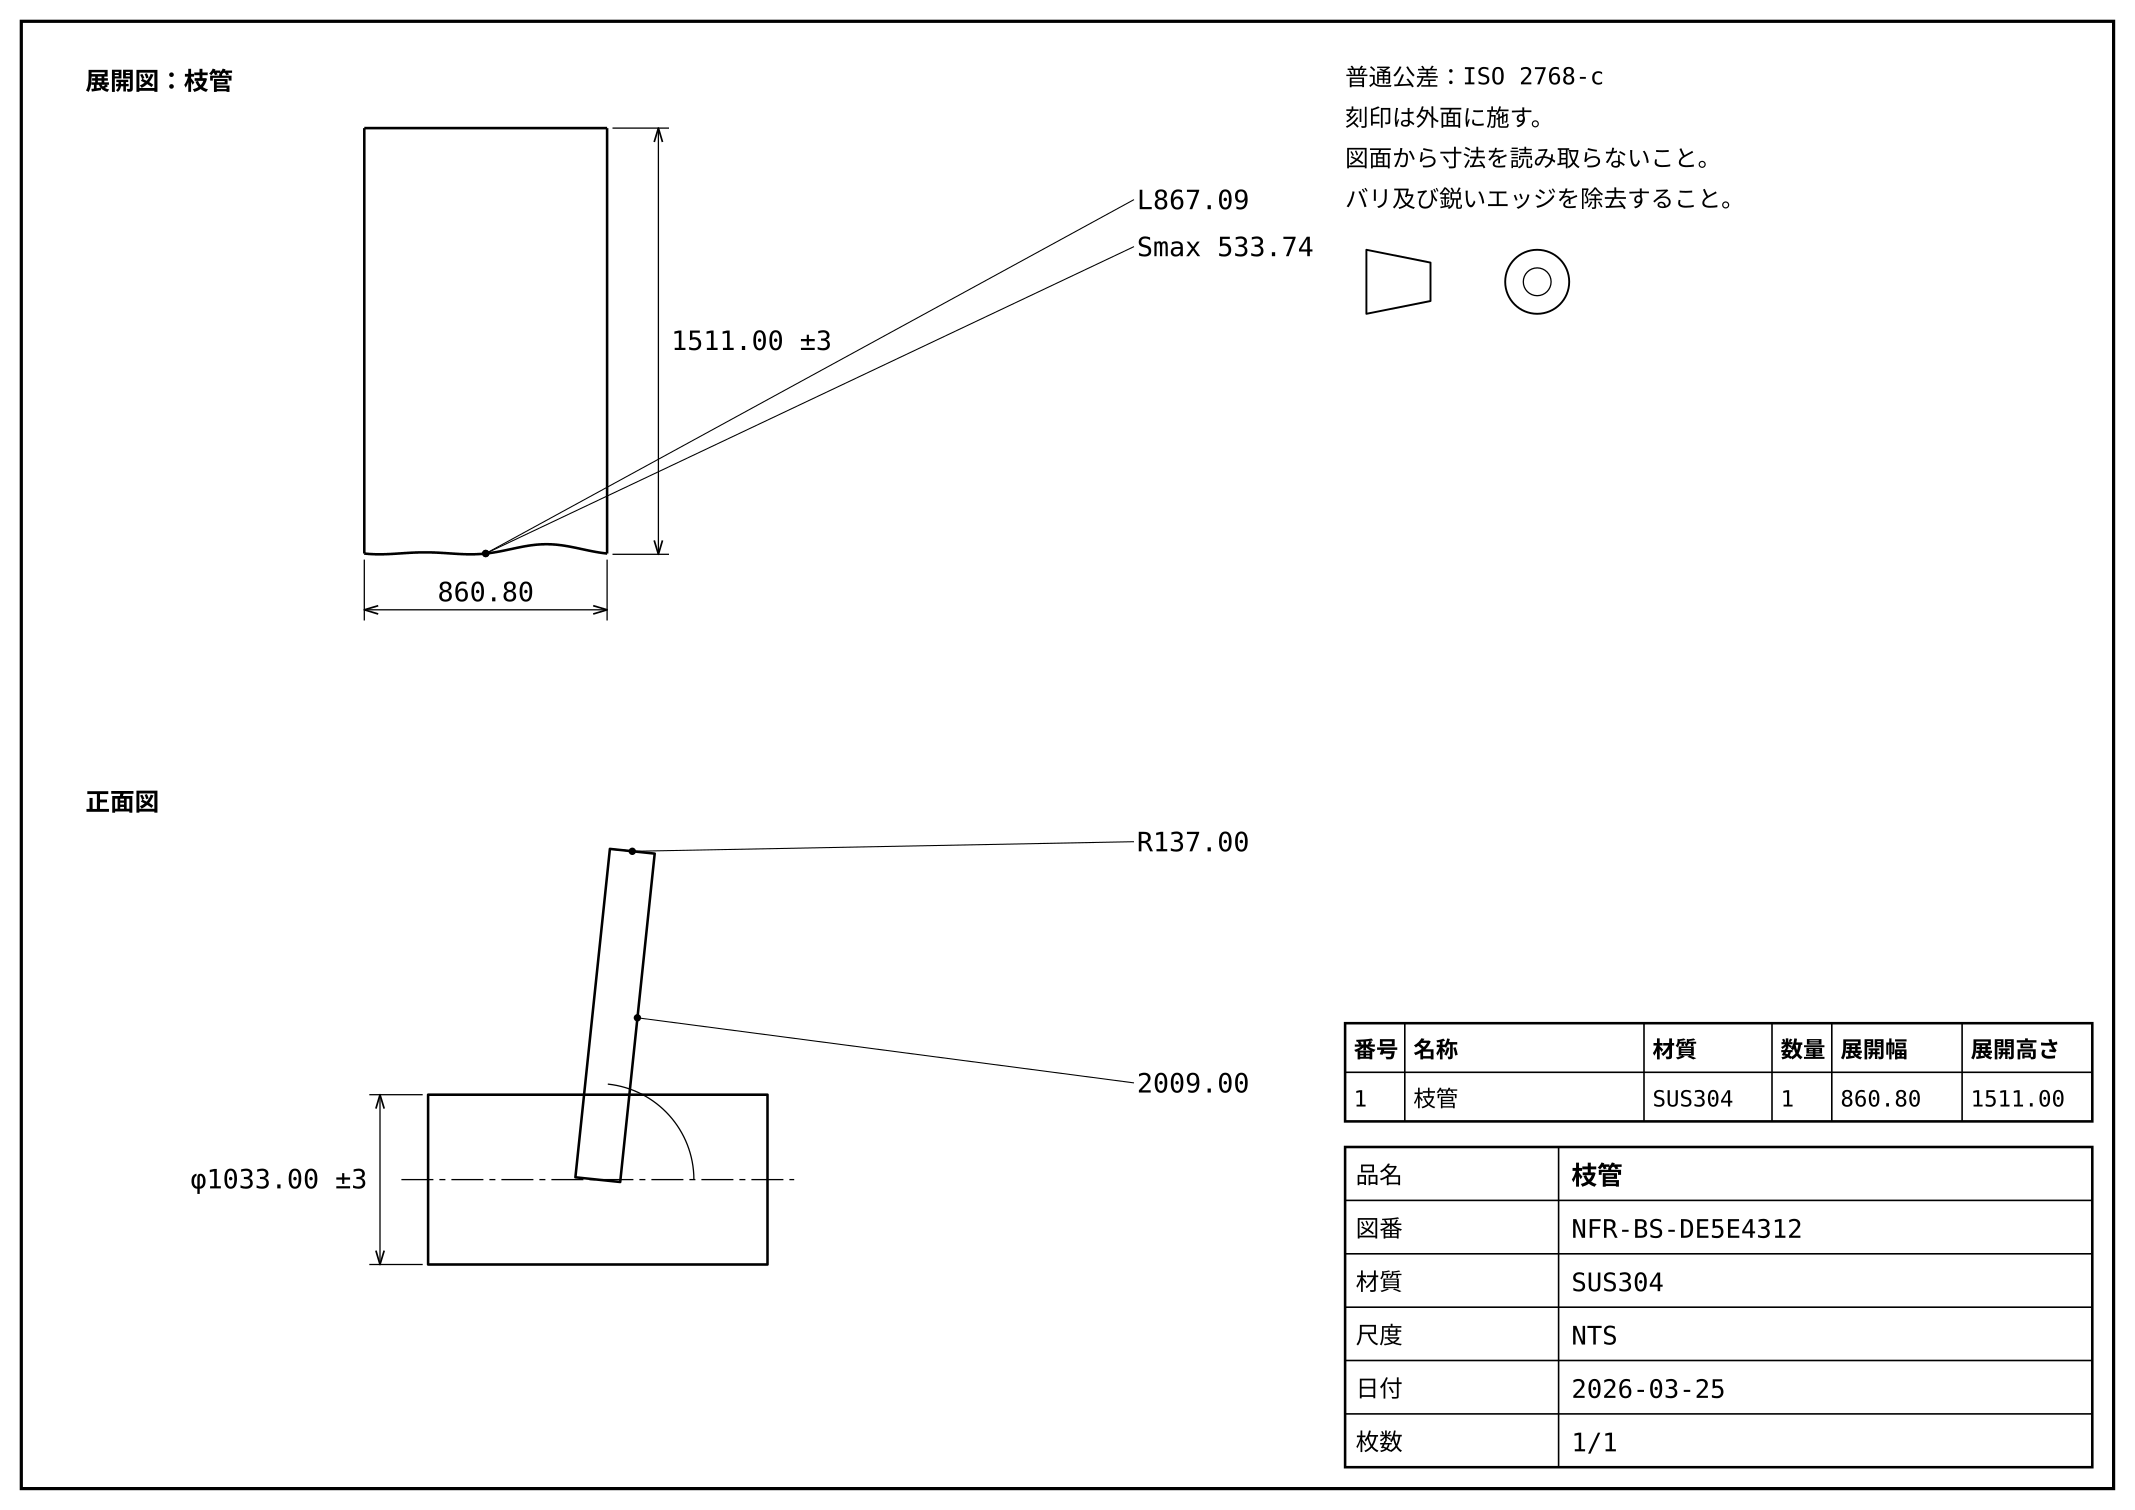 展開図：枝管
L867.09
Smax 533.74
1511.00 ±3
860.80
普通公差：ISO 2768-c
刻印は外面に施す。
図面から寸法を読み取らないこと。
バリ及び鋭いエッジを除去すること。
正面図
R137.00
2009.00
φ1033.00 ±3
番号 名称 材質 数量 展開幅 展開高さ
1 枝管 SUS304 1 860.80 1511.00
品名 枝管
図番 NFR-BS-DE5E4312
材質 SUS304
尺度 NTS
日付 2026-03-25
枚数 1/1